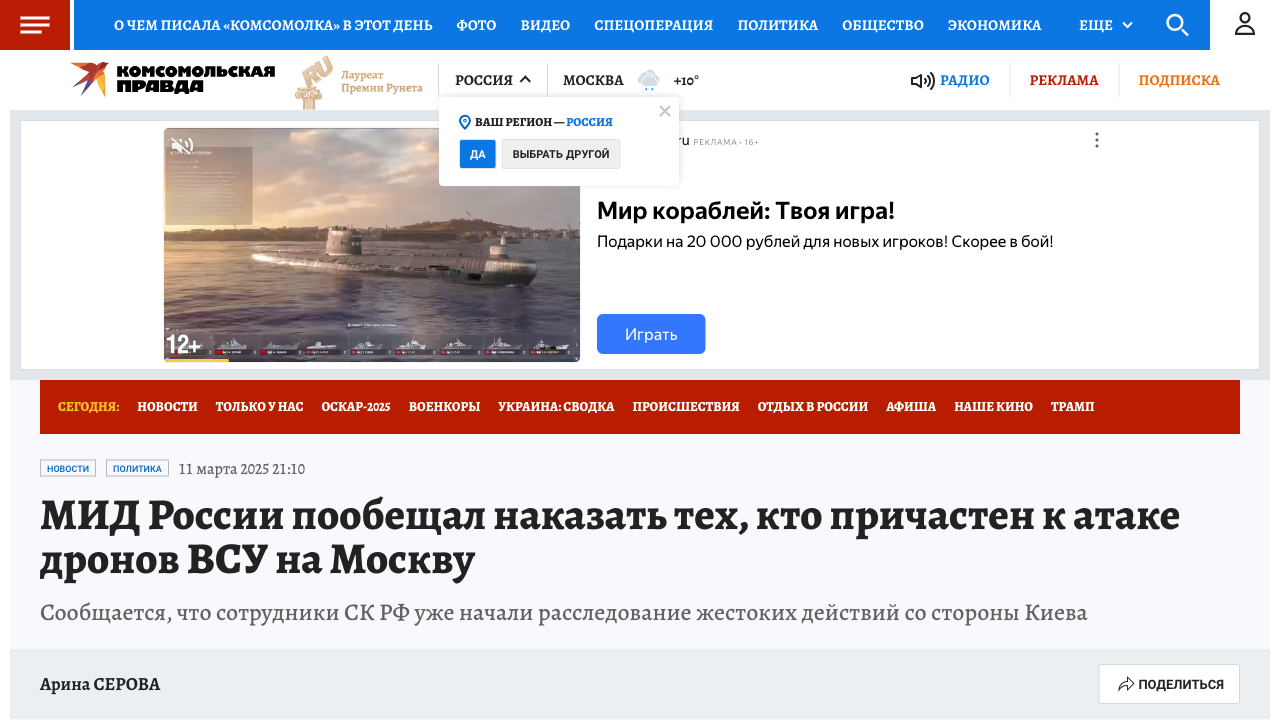 О ЧЕМ ПИСАЛА «КОМСОМОЛКА» В ЭТОТ ДЕНЬ ФОТО ВИДЕО СПЕЦОПЕРАЦИЯ ПОЛИТИКА ОБЩЕСТВО ЭКОНОМИКА ЕЩЕ
КОМСОМОЛЬСКАЯ
ПРАВДА
Лауреат
Премии Рунета
РОССИЯ МОСКВА +10° РАДИО РЕКЛАМА ПОДПИСКА
ВАШ РЕГИОН — РОССИЯ
ДА ВЫБРАТЬ ДРУГОЙ
ru РЕКЛАМА • 16+
Мир кораблей: Твоя игра!
Подарки на 20 000 рублей для новых игроков! Скорее в бой!
Играть
12+
СЕГОДНЯ: НОВОСТИ ТОЛЬКО У НАС ОСКАР-2025 ВОЕНКОРЫ УКРАИНА: СВОДКА ПРОИСШЕСТВИЯ ОТДЫХ В РОССИИ АФИША НАШЕ КИНО ТРАМП
НОВОСТИ ПОЛИТИКА 11 марта 2025 21:10
МИД России пообещал наказать тех, кто причастен к атаке
дронов ВСУ на Москву
Сообщается, что сотрудники СК РФ уже начали расследование жестоких действий со стороны Киева
Арина СЕРОВА ПОДЕЛИТЬСЯ